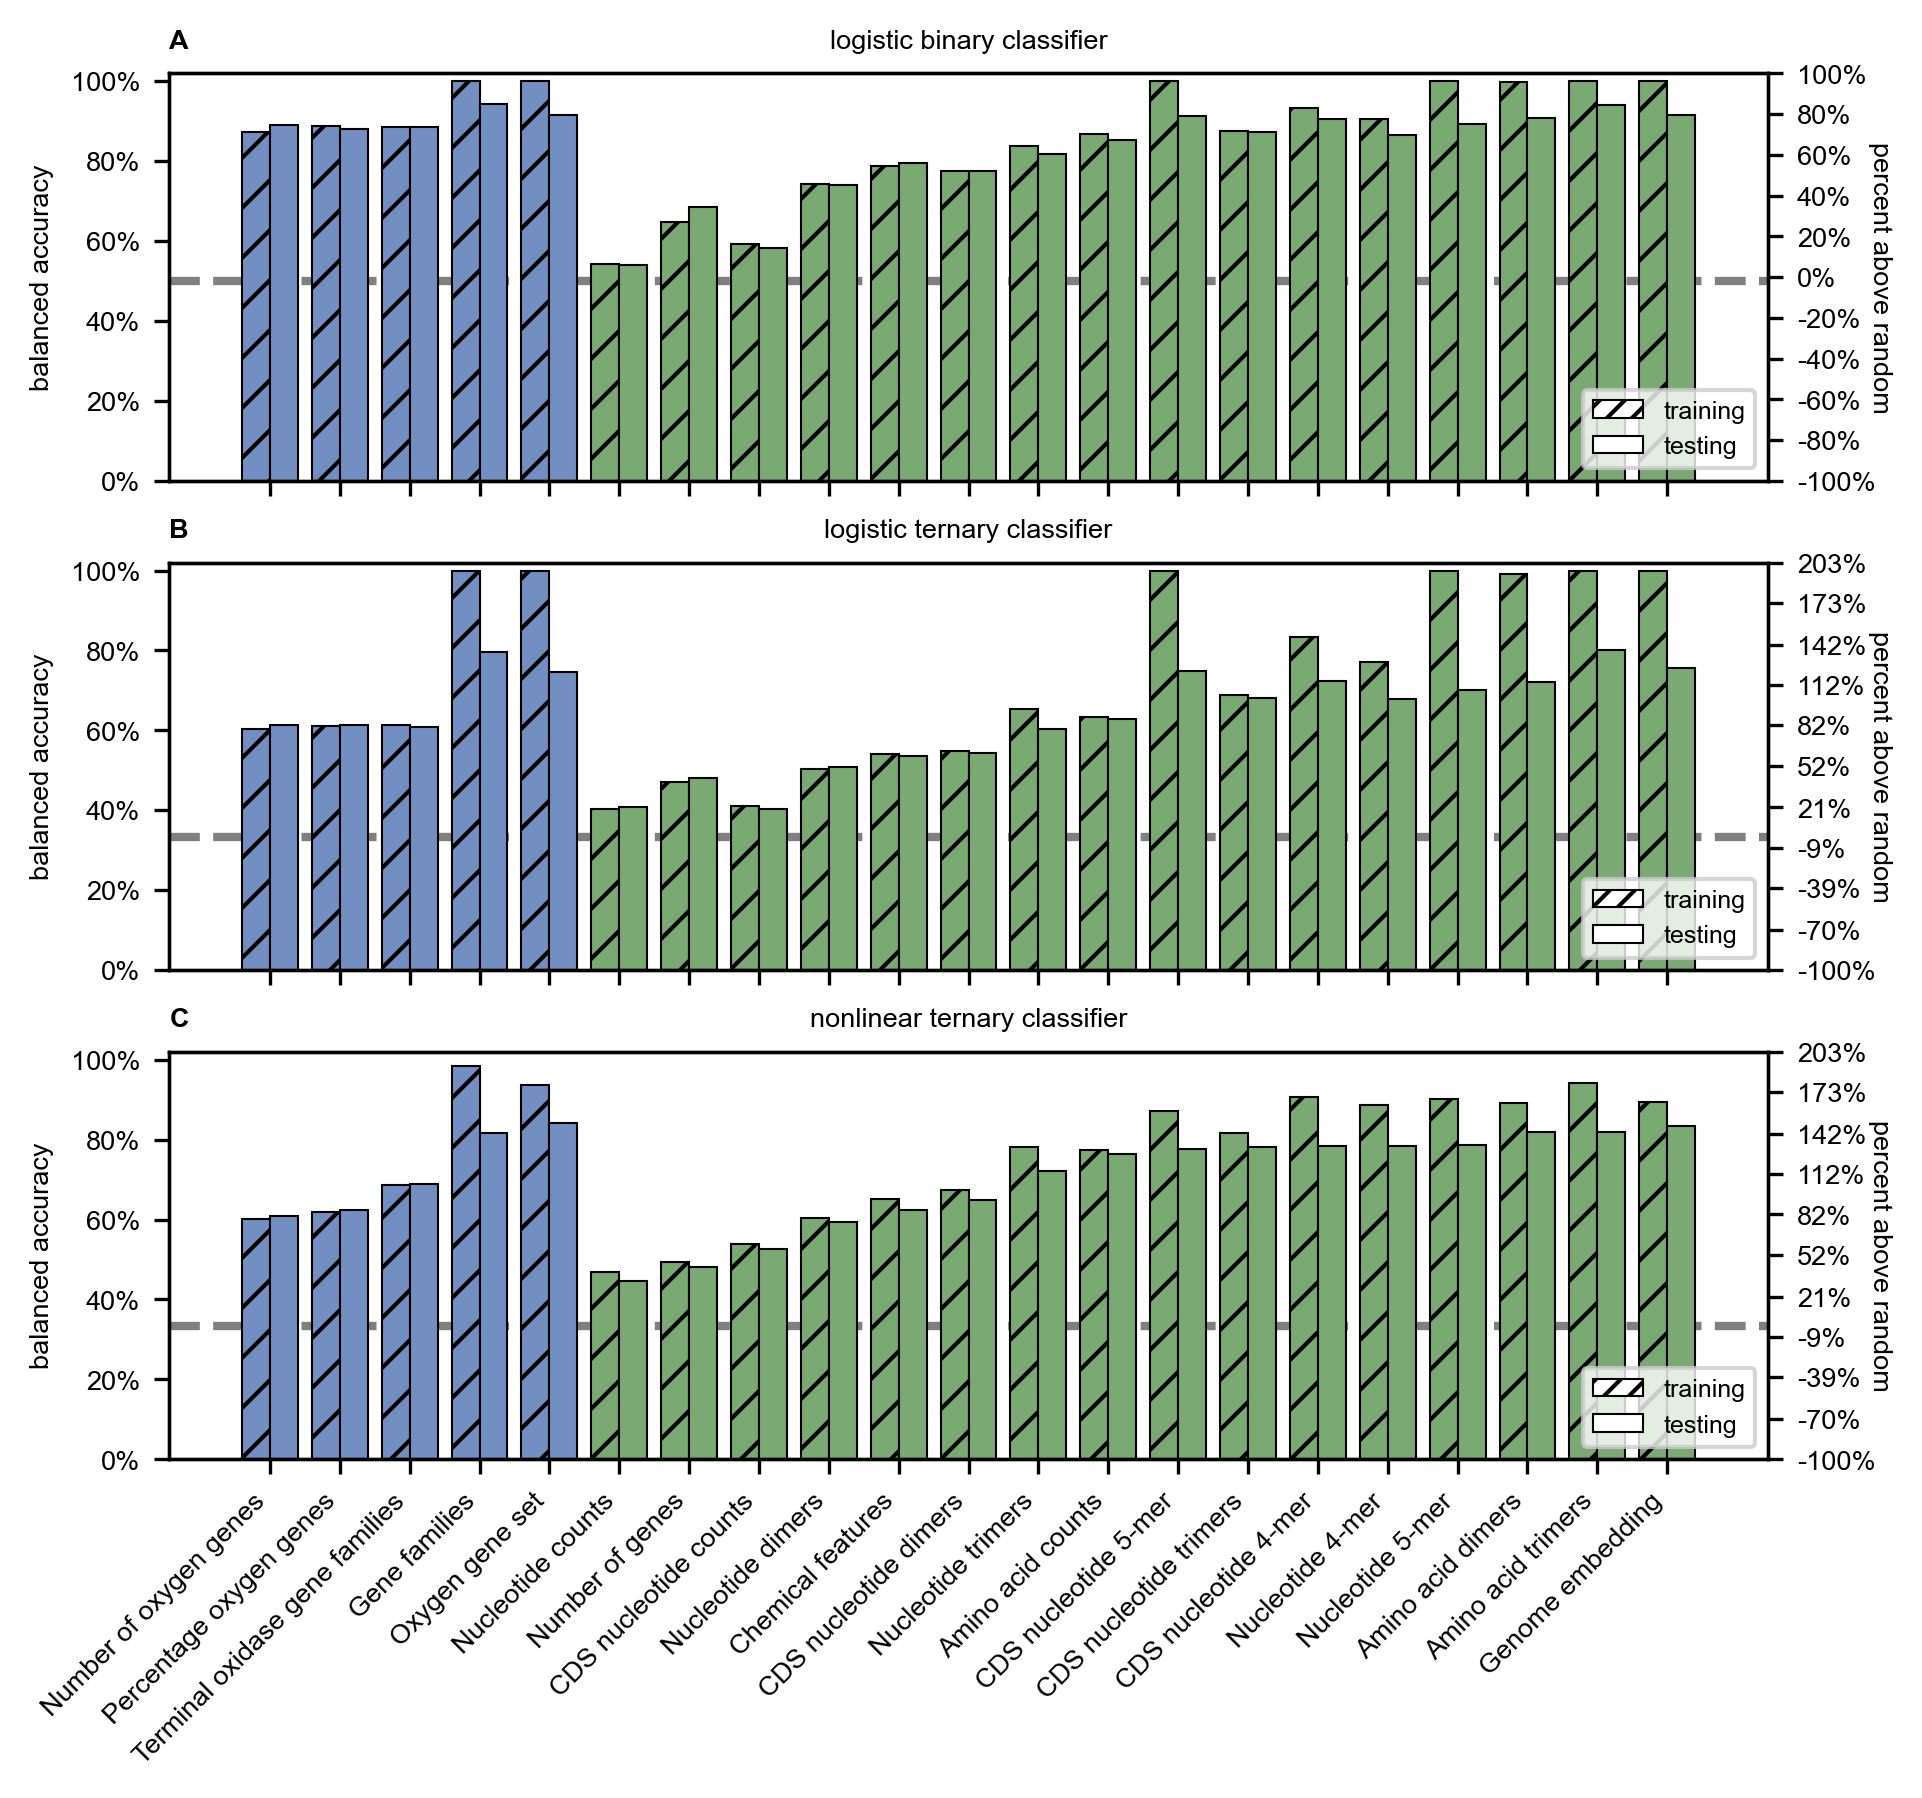 A
logistic binary classifier
balanced accuracy
100%
80%
60%
40%
20%
0%
100%
80%
60%
40%
20%
0%
-20%
-40%
-60%
-80%
-100%
percent above random
training
testing
B
logistic ternary classifier
balanced accuracy
100%
80%
60%
40%
20%
0%
203%
173%
142%
112%
82%
52%
21%
-9%
-39%
-70%
-100%
percent above random
training
testing
C
nonlinear ternary classifier
balanced accuracy
100%
80%
60%
40%
20%
0%
203%
173%
142%
112%
82%
52%
21%
-9%
-39%
-70%
-100%
percent above random
training
testing
Number of oxygen genes
Percentage oxygen genes
Terminal oxidase gene families
Gene families
Oxygen gene set
Nucleotide counts
Number of genes
CDS nucleotide counts
Nucleotide dimers
Chemical features
CDS nucleotide dimers
Nucleotide trimers
Amino acid counts
CDS nucleotide 5-mer
CDS nucleotide trimers
CDS nucleotide 4-mer
Nucleotide 4-mer
Nucleotide 5-mer
Amino acid dimers
Amino acid trimers
Genome embedding